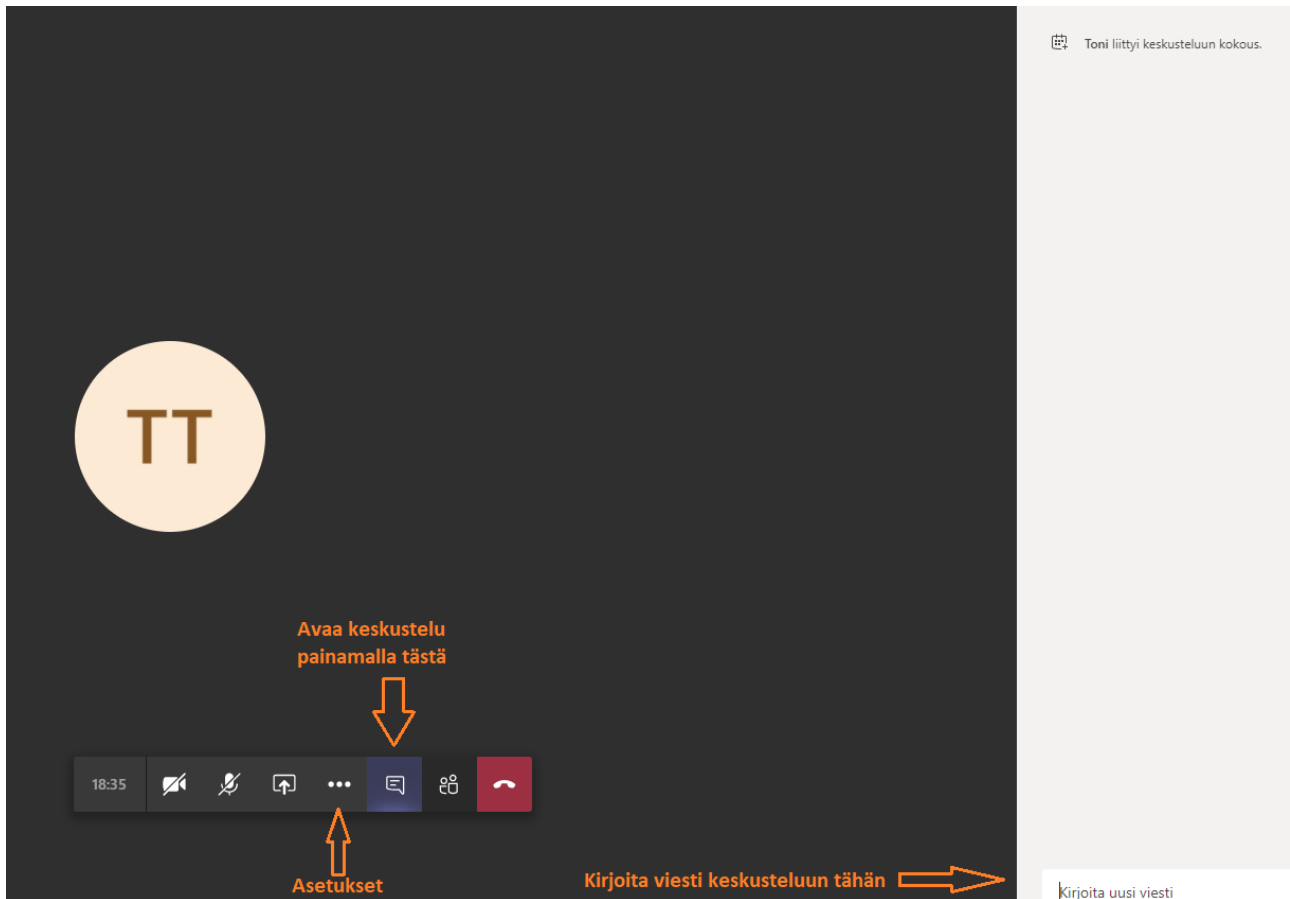 Toni liittyi keskusteluun kokous.
TT
Avaa keskustelu
painamalla tästä
18:35
Asetukset
Kirjoita viesti keskusteluun tähän
Kirjoita uusi viesti